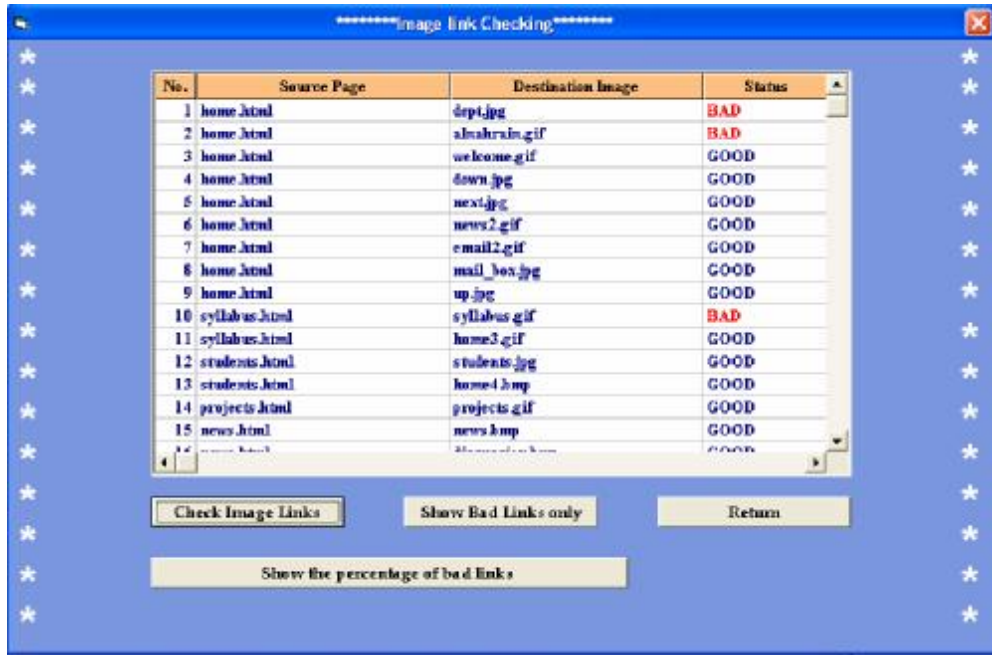 ********Image link Checking********
No. Source Page Destination Image Status
1 home.html dept.jpg BAD
2 home.html alnahrain.gif BAD
3 home.html welcome.gif GOOD
4 home.html down.jpg GOOD
5 home.html next.jpg GOOD
6 home.html news2.gif GOOD
7 home.html email2.gif GOOD
8 home.html mail_box.jpg GOOD
9 home.html up.jpg GOOD
10 syllabus.html syllabus.gif BAD
11 syllabus.html home3.gif GOOD
12 students.html students.jpg GOOD
13 students.html home4.bmp GOOD
14 projects.html projects.gif GOOD
15 news.html news.bmp GOOD
16 news.html GOOD
Check Image Links Show Bad Links only Return
Show the percentage of bad links